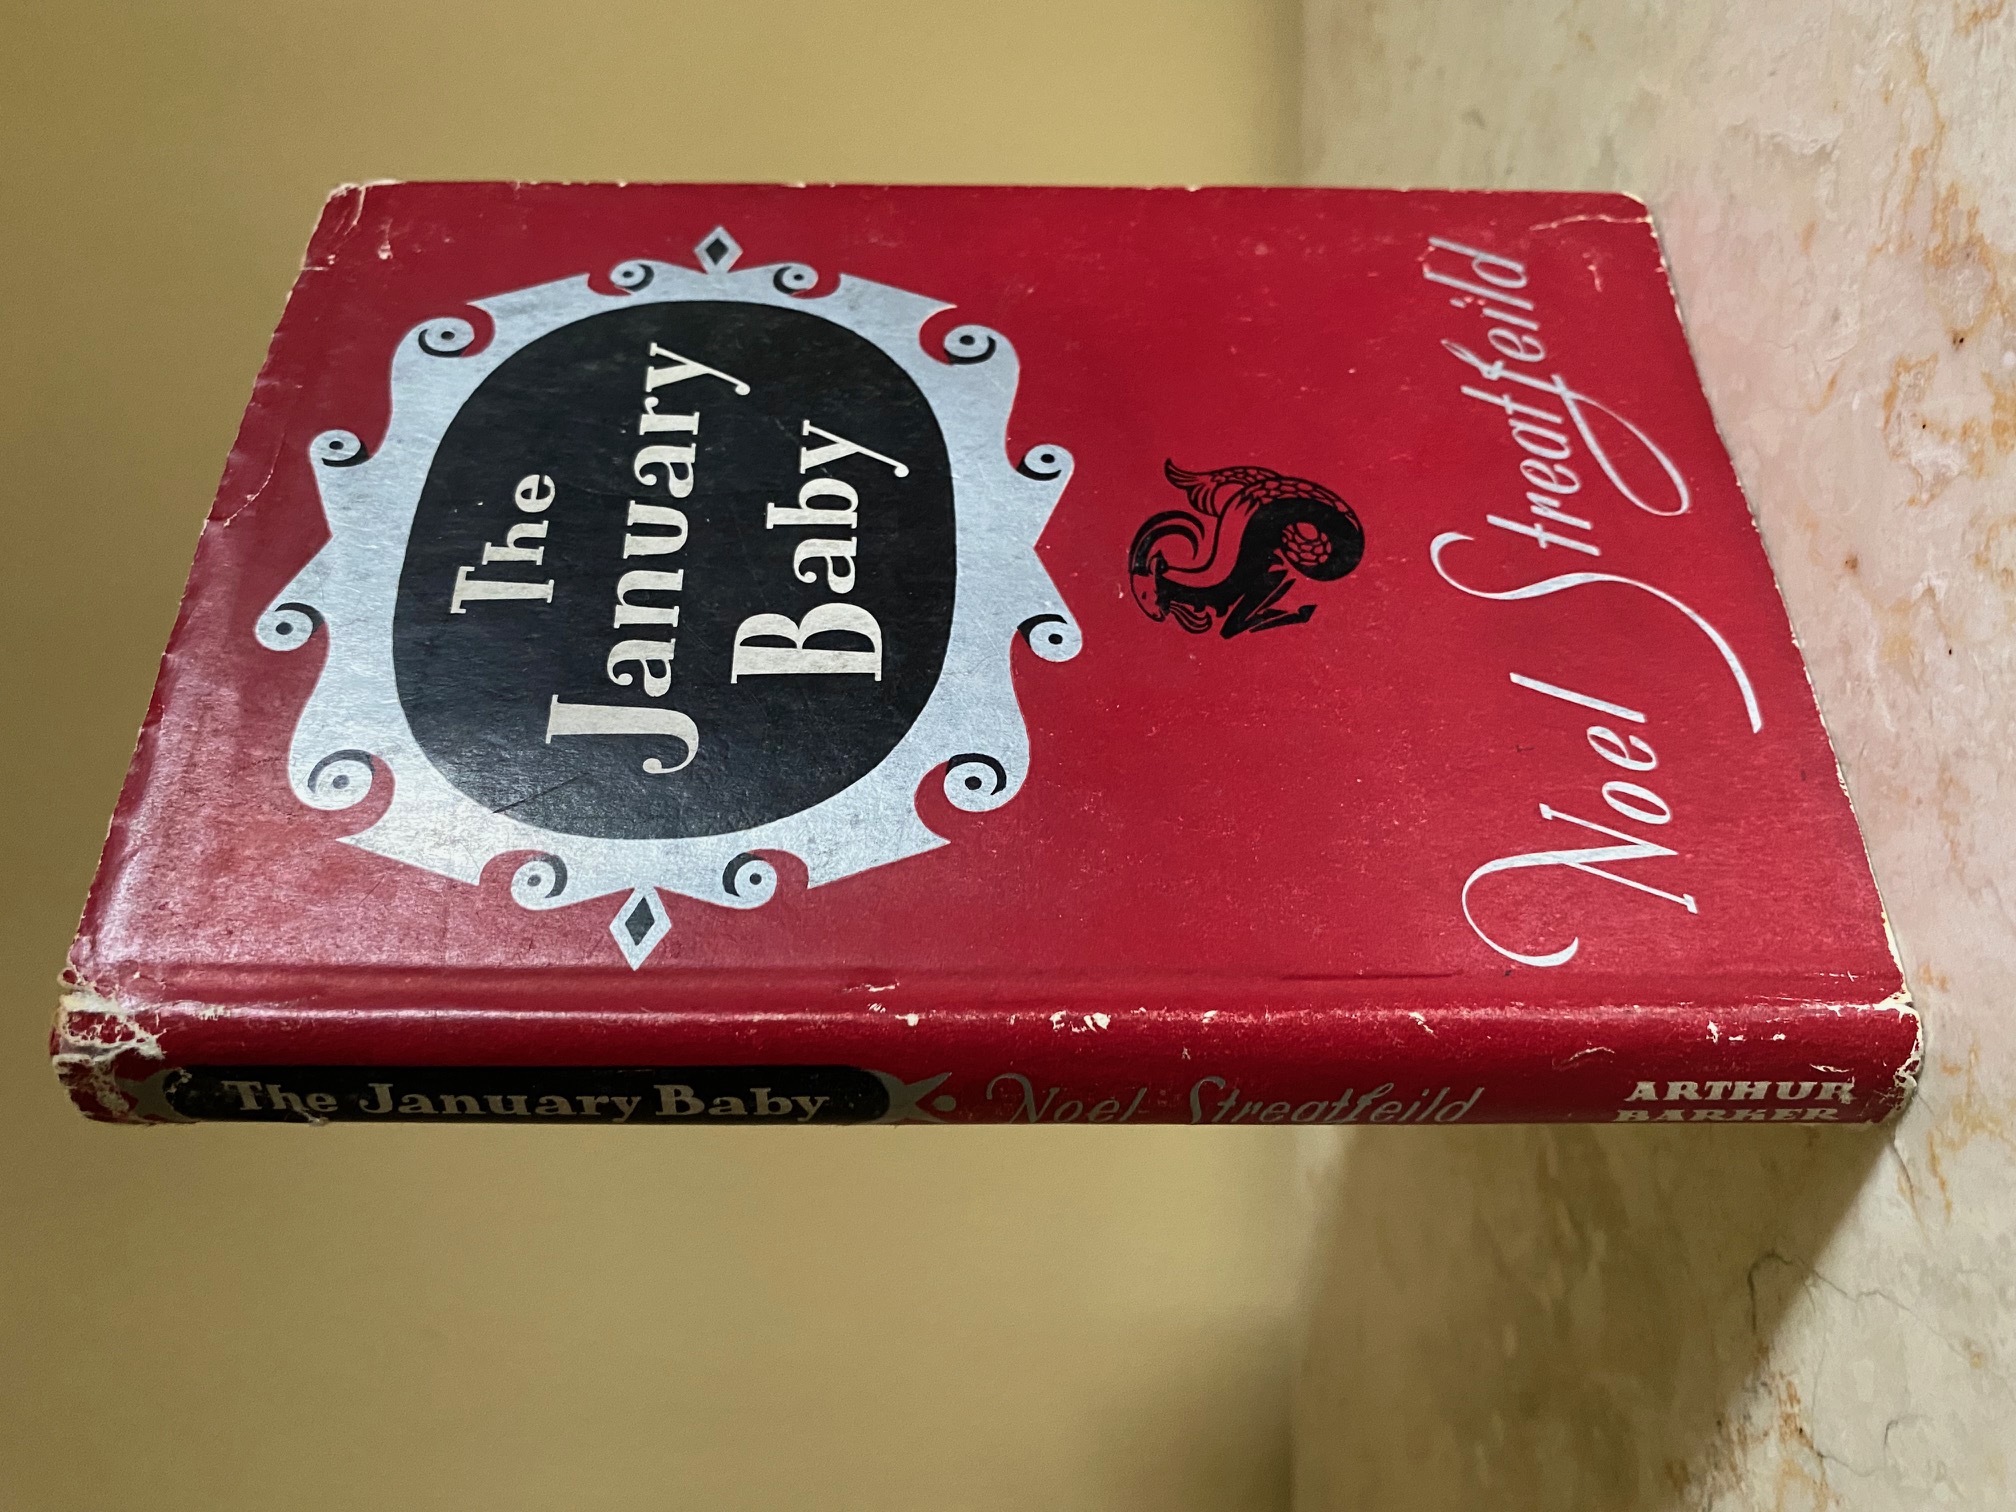 The
January
Baby
Noel Streatfeild
The January Baby
Noel Streatfeild
ARTHUR
BARKER